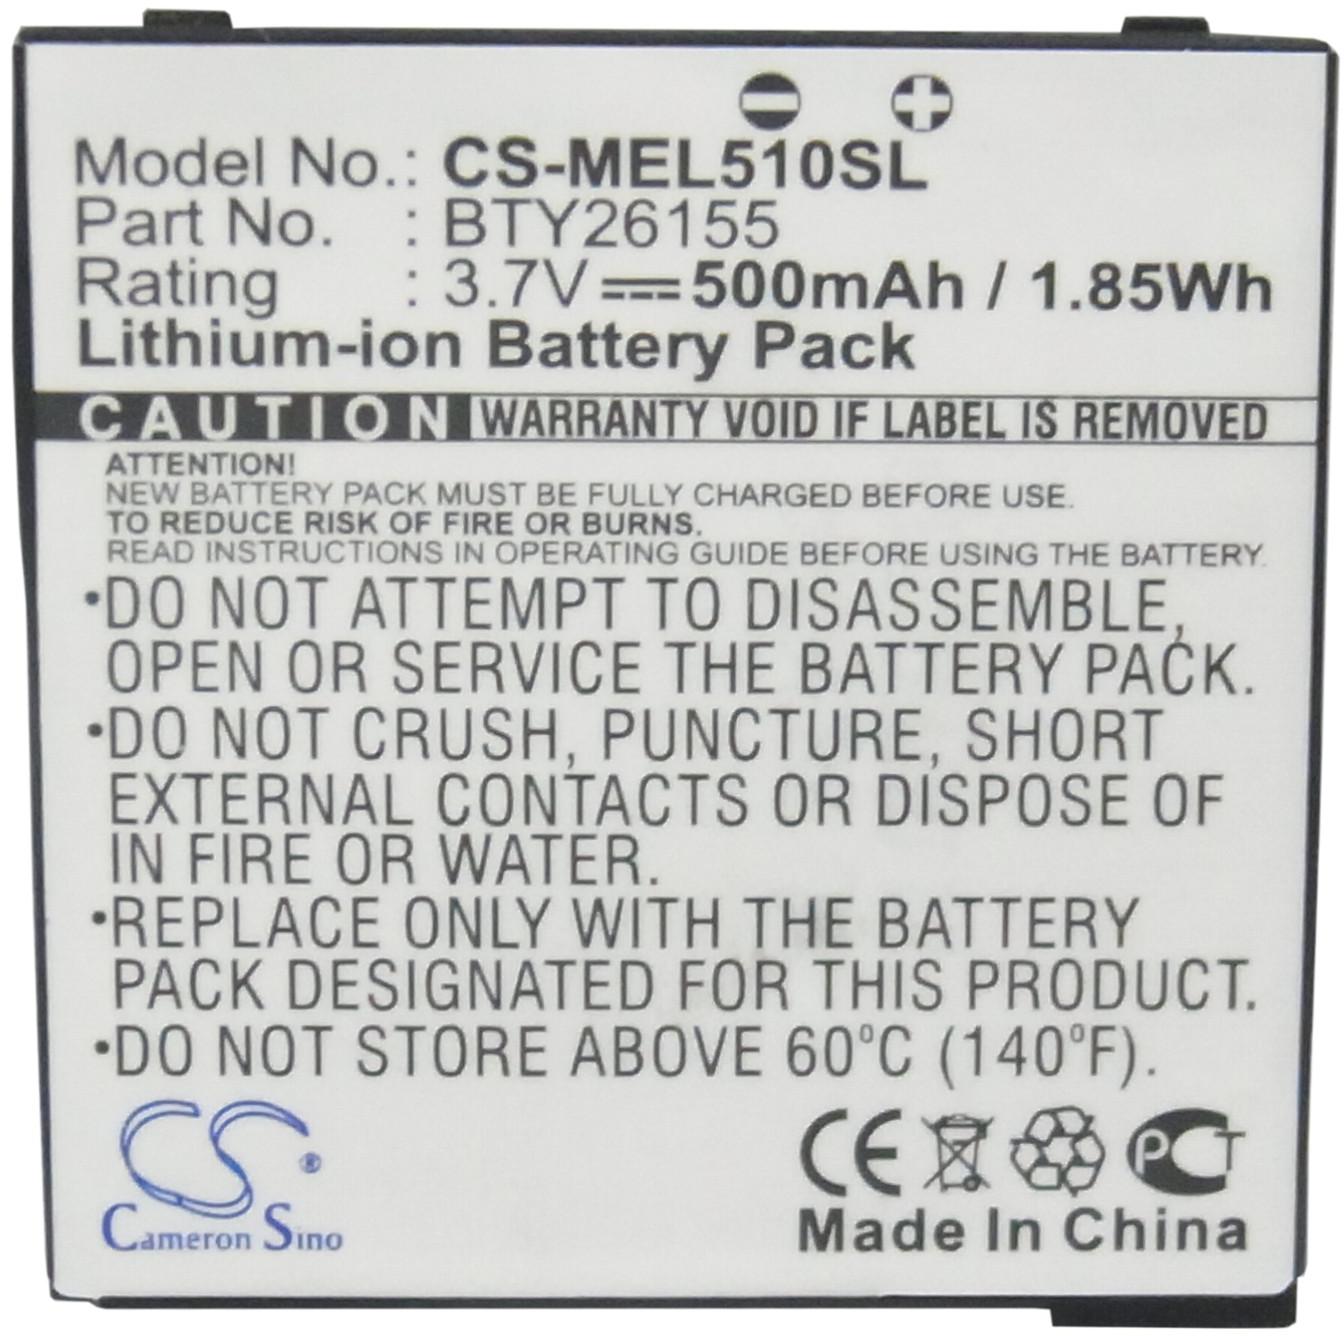 Model No.: CS-MEL510SL
Part No. : BTY26155
Rating : 3.7V⎓500mAh / 1.85Wh
Lithium-ion Battery Pack
CAUTION WARRANTY VOID IF LABEL IS REMOVED
ATTENTION!
NEW BATTERY PACK MUST BE FULLY CHARGED BEFORE USE.
TO REDUCE RISK OF FIRE OR BURNS.
READ INSTRUCTIONS IN OPERATING GUIDE BEFORE USING THE BATTERY.
•DO NOT ATTEMPT TO DISASSEMBLE,
OPEN OR SERVICE THE BATTERY PACK.
•DO NOT CRUSH, PUNCTURE, SHORT
EXTERNAL CONTACTS OR DISPOSE OF
IN FIRE OR WATER.
•REPLACE ONLY WITH THE BATTERY
PACK DESIGNATED FOR THIS PRODUCT.
•DO NOT STORE ABOVE 60°C (140°F).
CS®
Cameron Sino
CE PCT
Made In China